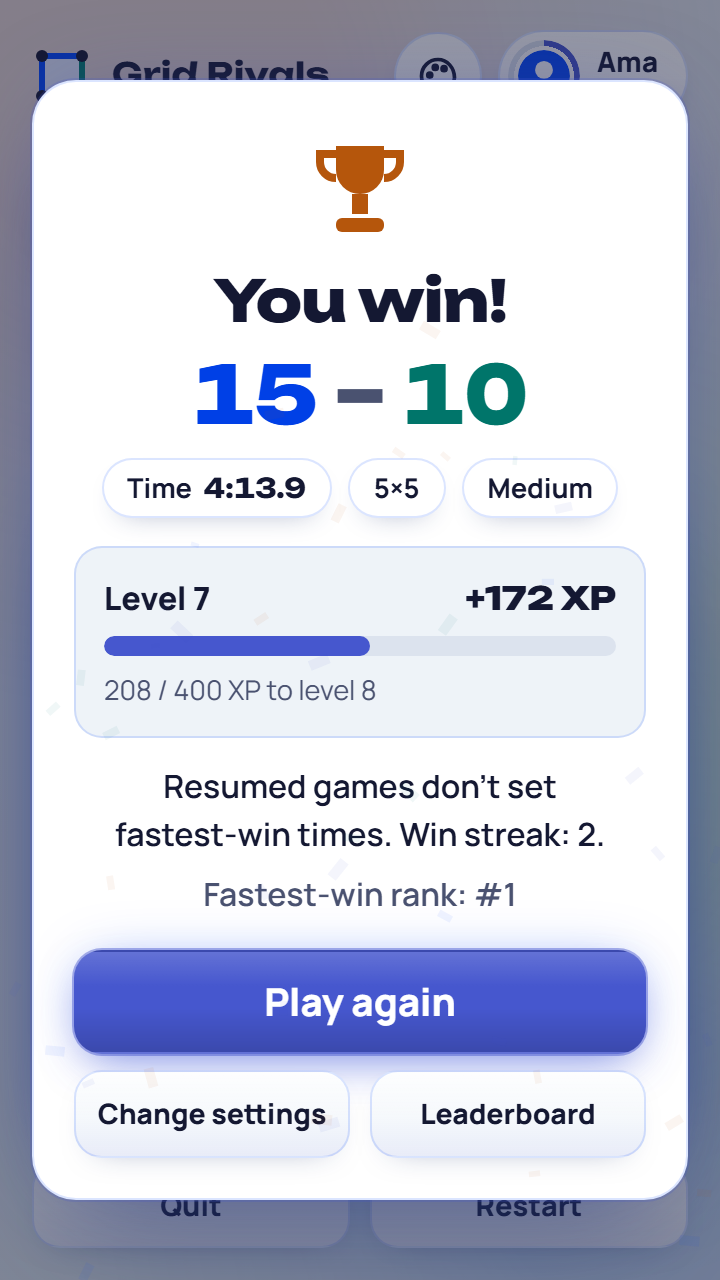 Grid Rivals
Ama
You win!
15 – 10
Time 4:13.9
5×5
Medium
Level 7
+172 XP
208 / 400 XP to level 8
Resumed games don’t set
fastest-win times. Win streak: 2.
Fastest-win rank: #1
Play again
Change settings
Leaderboard
Quit
Restart